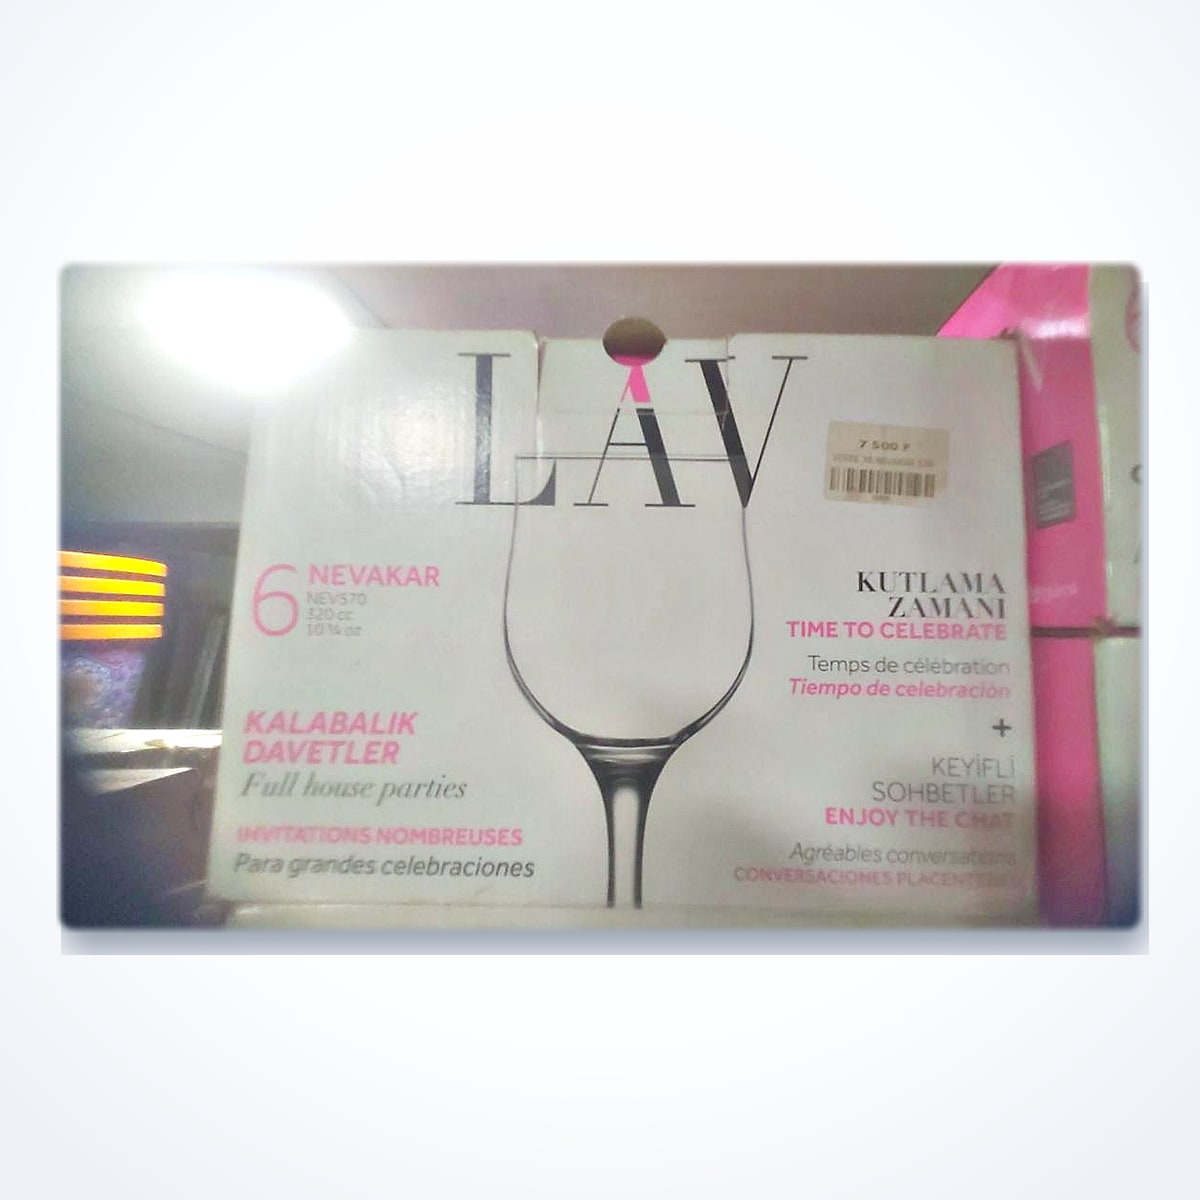 LAV
7 500 F
6 NEVAKAR
NEV570
320 cc
10 ¾ oz
KALABALIK
DAVETLER
Full house parties
INVITATIONS NOMBREUSES
Para grandes celebraciones
KUTLAMA
ZAMANI
TIME TO CELEBRATE
Temps de célébration
Tiempo de celebración
+
KEYİFLİ
SOHBETLER
ENJOY THE CHAT
Agréables conversations
CONVERSACIONES PLACENTERAS